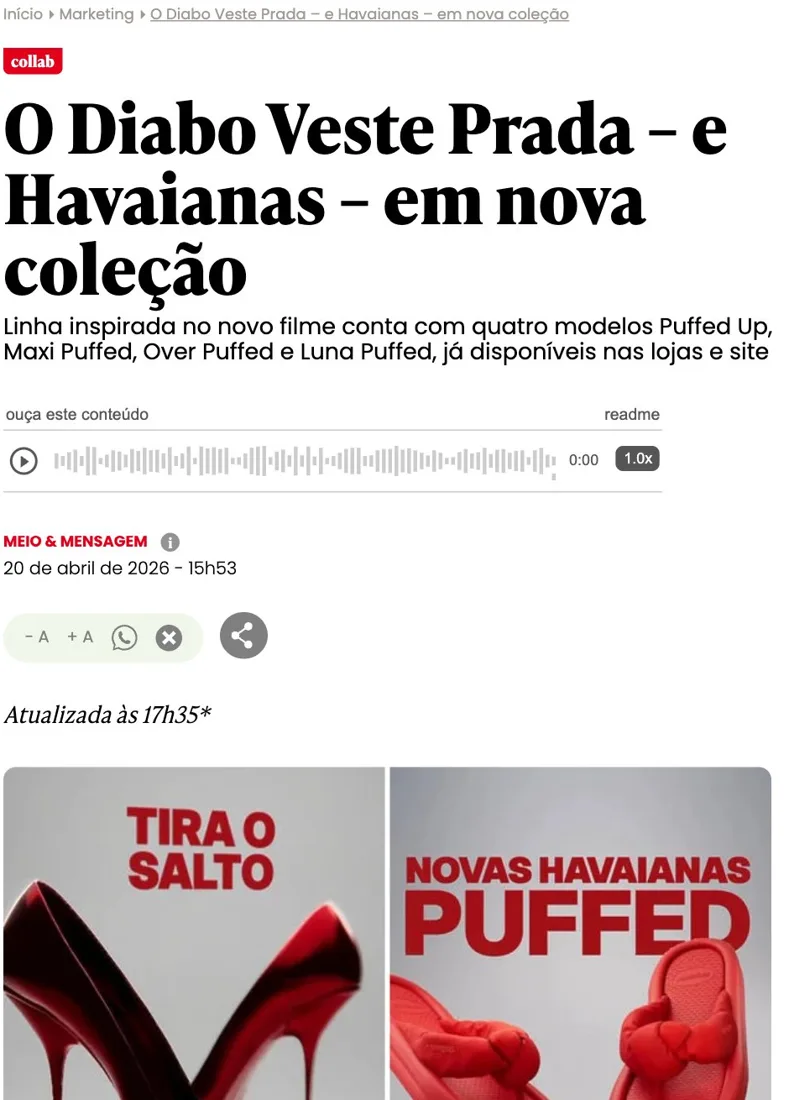 Início ▸ Marketing ▸ O Diabo Veste Prada – e Havaianas – em nova coleção
collab
O Diabo Veste Prada – e
Havaianas – em nova
coleção
Linha inspirada no novo filme conta com quatro modelos Puffed Up,
Maxi Puffed, Over Puffed e Luna Puffed, já disponíveis nas lojas e site
ouça este conteúdo
readme
0:00
1.0x
MEIO & MENSAGEM
i
20 de abril de 2026 - 15h53
- A + A
Atualizada às 17h35*
TIRA O
SALTO
NOVAS HAVAIANAS
PUFFED